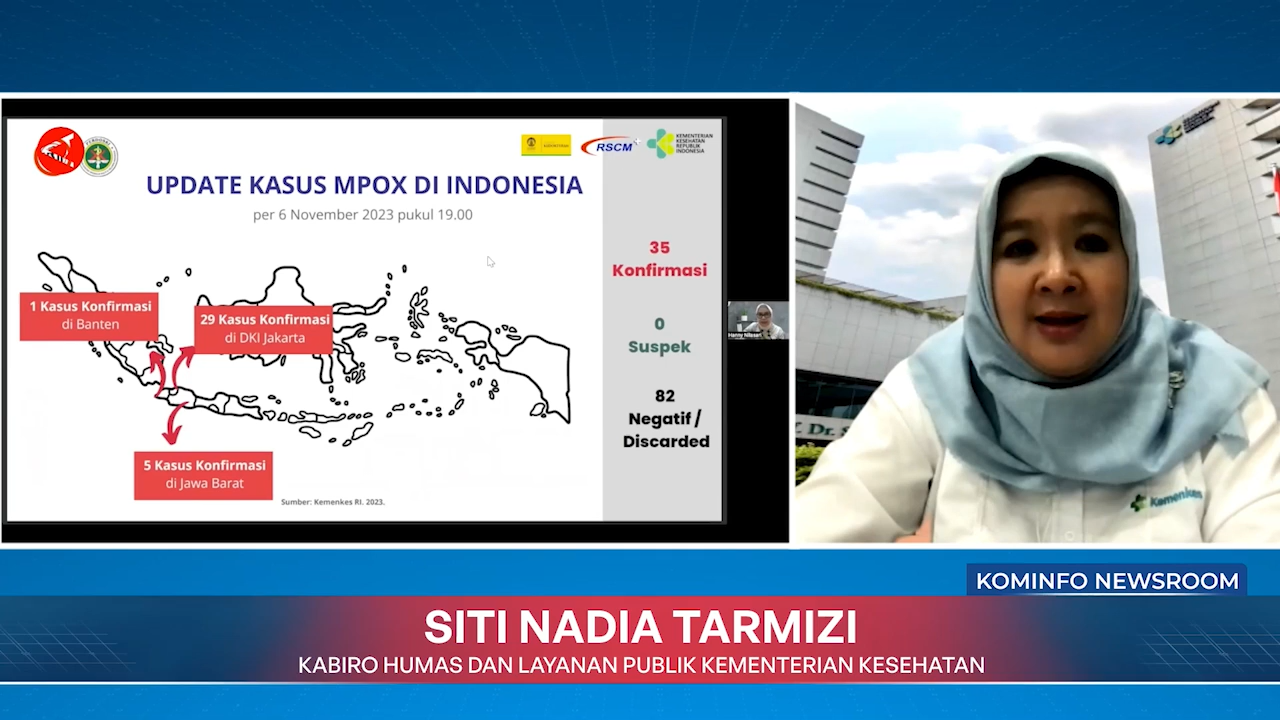 RSCM
KEMENTERIAN
KESEHATAN
REPUBLIK
INDONESIA
UPDATE KASUS MPOX DI INDONESIA
per 6 November 2023 pukul 19.00
1 Kasus Konfirmasi
di Banten
29 Kasus Konfirmasi
di DKI Jakarta
5 Kasus Konfirmasi
di Jawa Barat
Sumber: Kemenkes RI. 2023.
35
Konfirmasi
0
Suspek
82
Negatif /
Discarded
Hanny Nilasari
Kemenkes
KOMINFO NEWSROOM
SITI NADIA TARMIZI
KABIRO HUMAS DAN LAYANAN PUBLIK KEMENTERIAN KESEHATAN